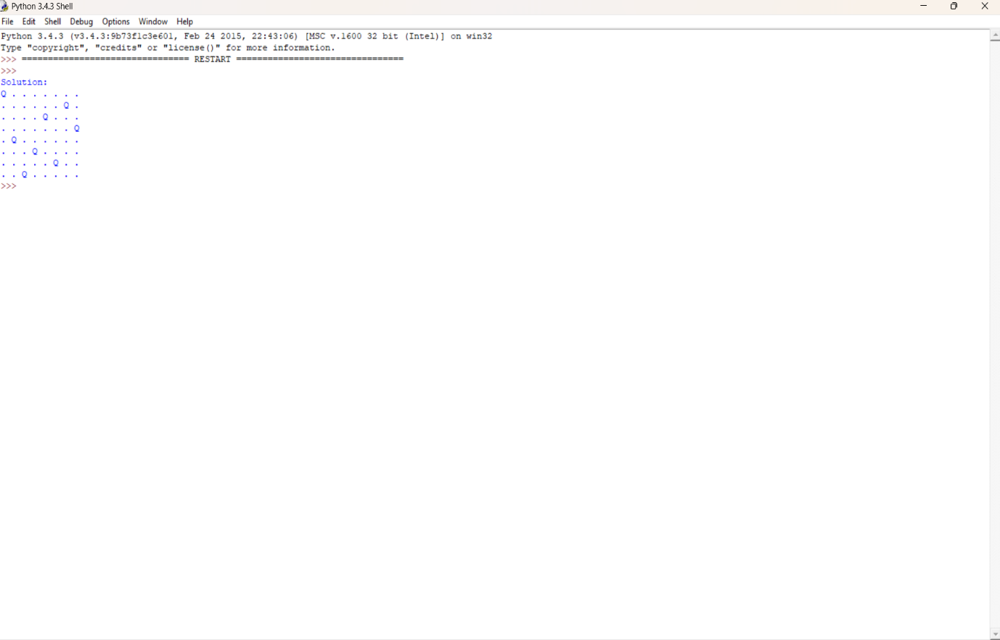 Python 3.4.3 Shell
File Edit Shell Debug Options Window Help
Python 3.4.3 (v3.4.3:9b73f1c3e601, Feb 24 2015, 22:43:06) [MSC v.1600 32 bit (Intel)] on win32
Type "copyright", "credits" or "license()" for more information.
>>> ================================ RESTART ================================
>>>
Solution:
Q . . . . . . .
. . . . . . Q .
. . . . Q . . .
. . . . . . . Q
. Q . . . . . .
. . . Q . . . .
. . . . . Q . .
. . Q . . . . .
>>>